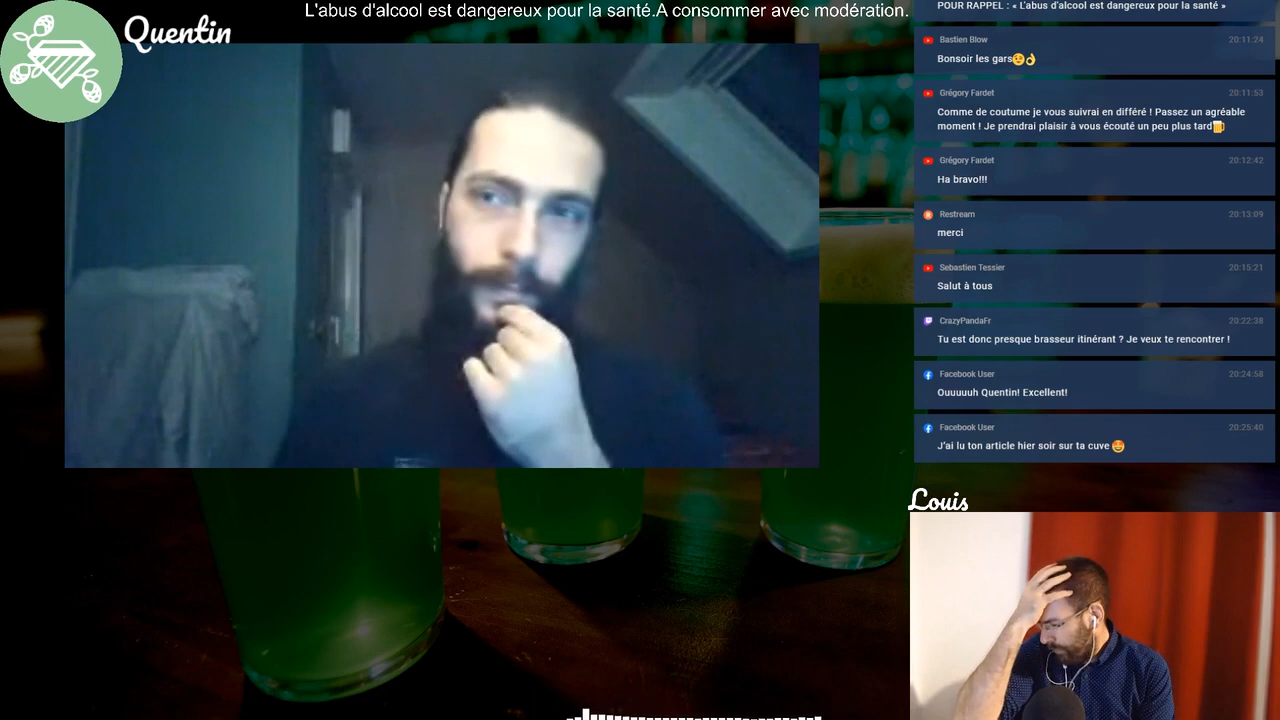 L'abus d'alcool est dangereux pour la santé.A consommer avec modération.
Quentin
POUR RAPPEL : « L'abus d'alcool est dangereux pour la santé »
Bastien Blow 20:11:24
Bonsoir les gars🤨👌
Grégory Fardet 20:11:53
Comme de coutume je vous suivrai en différé ! Passez un agréable
moment ! Je prendrai plaisir à vous écouté un peu plus tard🍺
Grégory Fardet 20:12:42
Ha bravo!!!
Restream 20:13:09
merci
Sebastien Tessier 20:15:21
Salut à tous
CrazyPandaFr 20:22:38
Tu est donc presque brasseur itinérant ? Je veux te rencontrer !
Facebook User 20:24:58
Ouuuuuh Quentin! Excellent!
Facebook User 20:25:40
J'ai lu ton article hier soir sur ta cuve 🤩
Louis